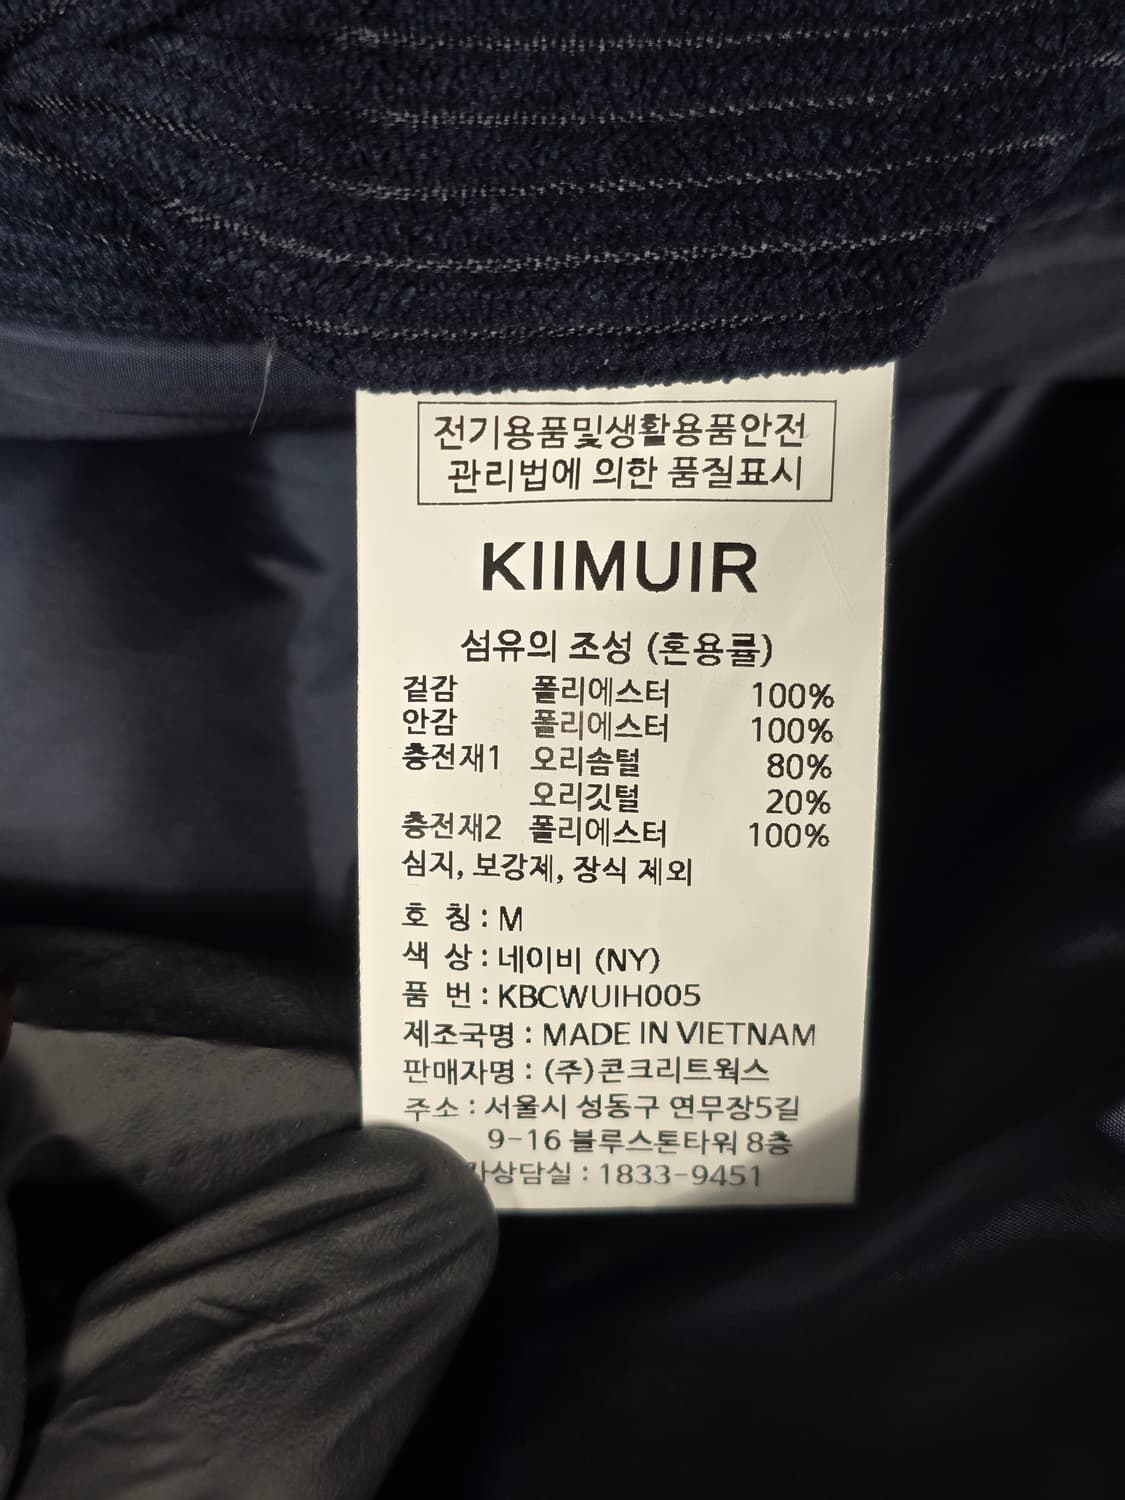 전기용품및생활용품안전
관리법에 의한 품질표시
KIIMUIR
섬유의 조성 (혼용률)
겉감 폴리에스터 100%
안감 폴리에스터 100%
충전재1 오리솜털 80%
오리깃털 20%
충전재2 폴리에스터 100%
심지, 보강제, 장식 제외
호 칭 : M
색 상 : 네이비 (NY)
품 번 : KBCWUIH005
제조국명 : MADE IN VIETNAM
판매자명 : (주)콘크리트웍스
주소 : 서울시 성동구 연무장5길
9-16 블루스톤타워 8층
상담실 : 1833-9451